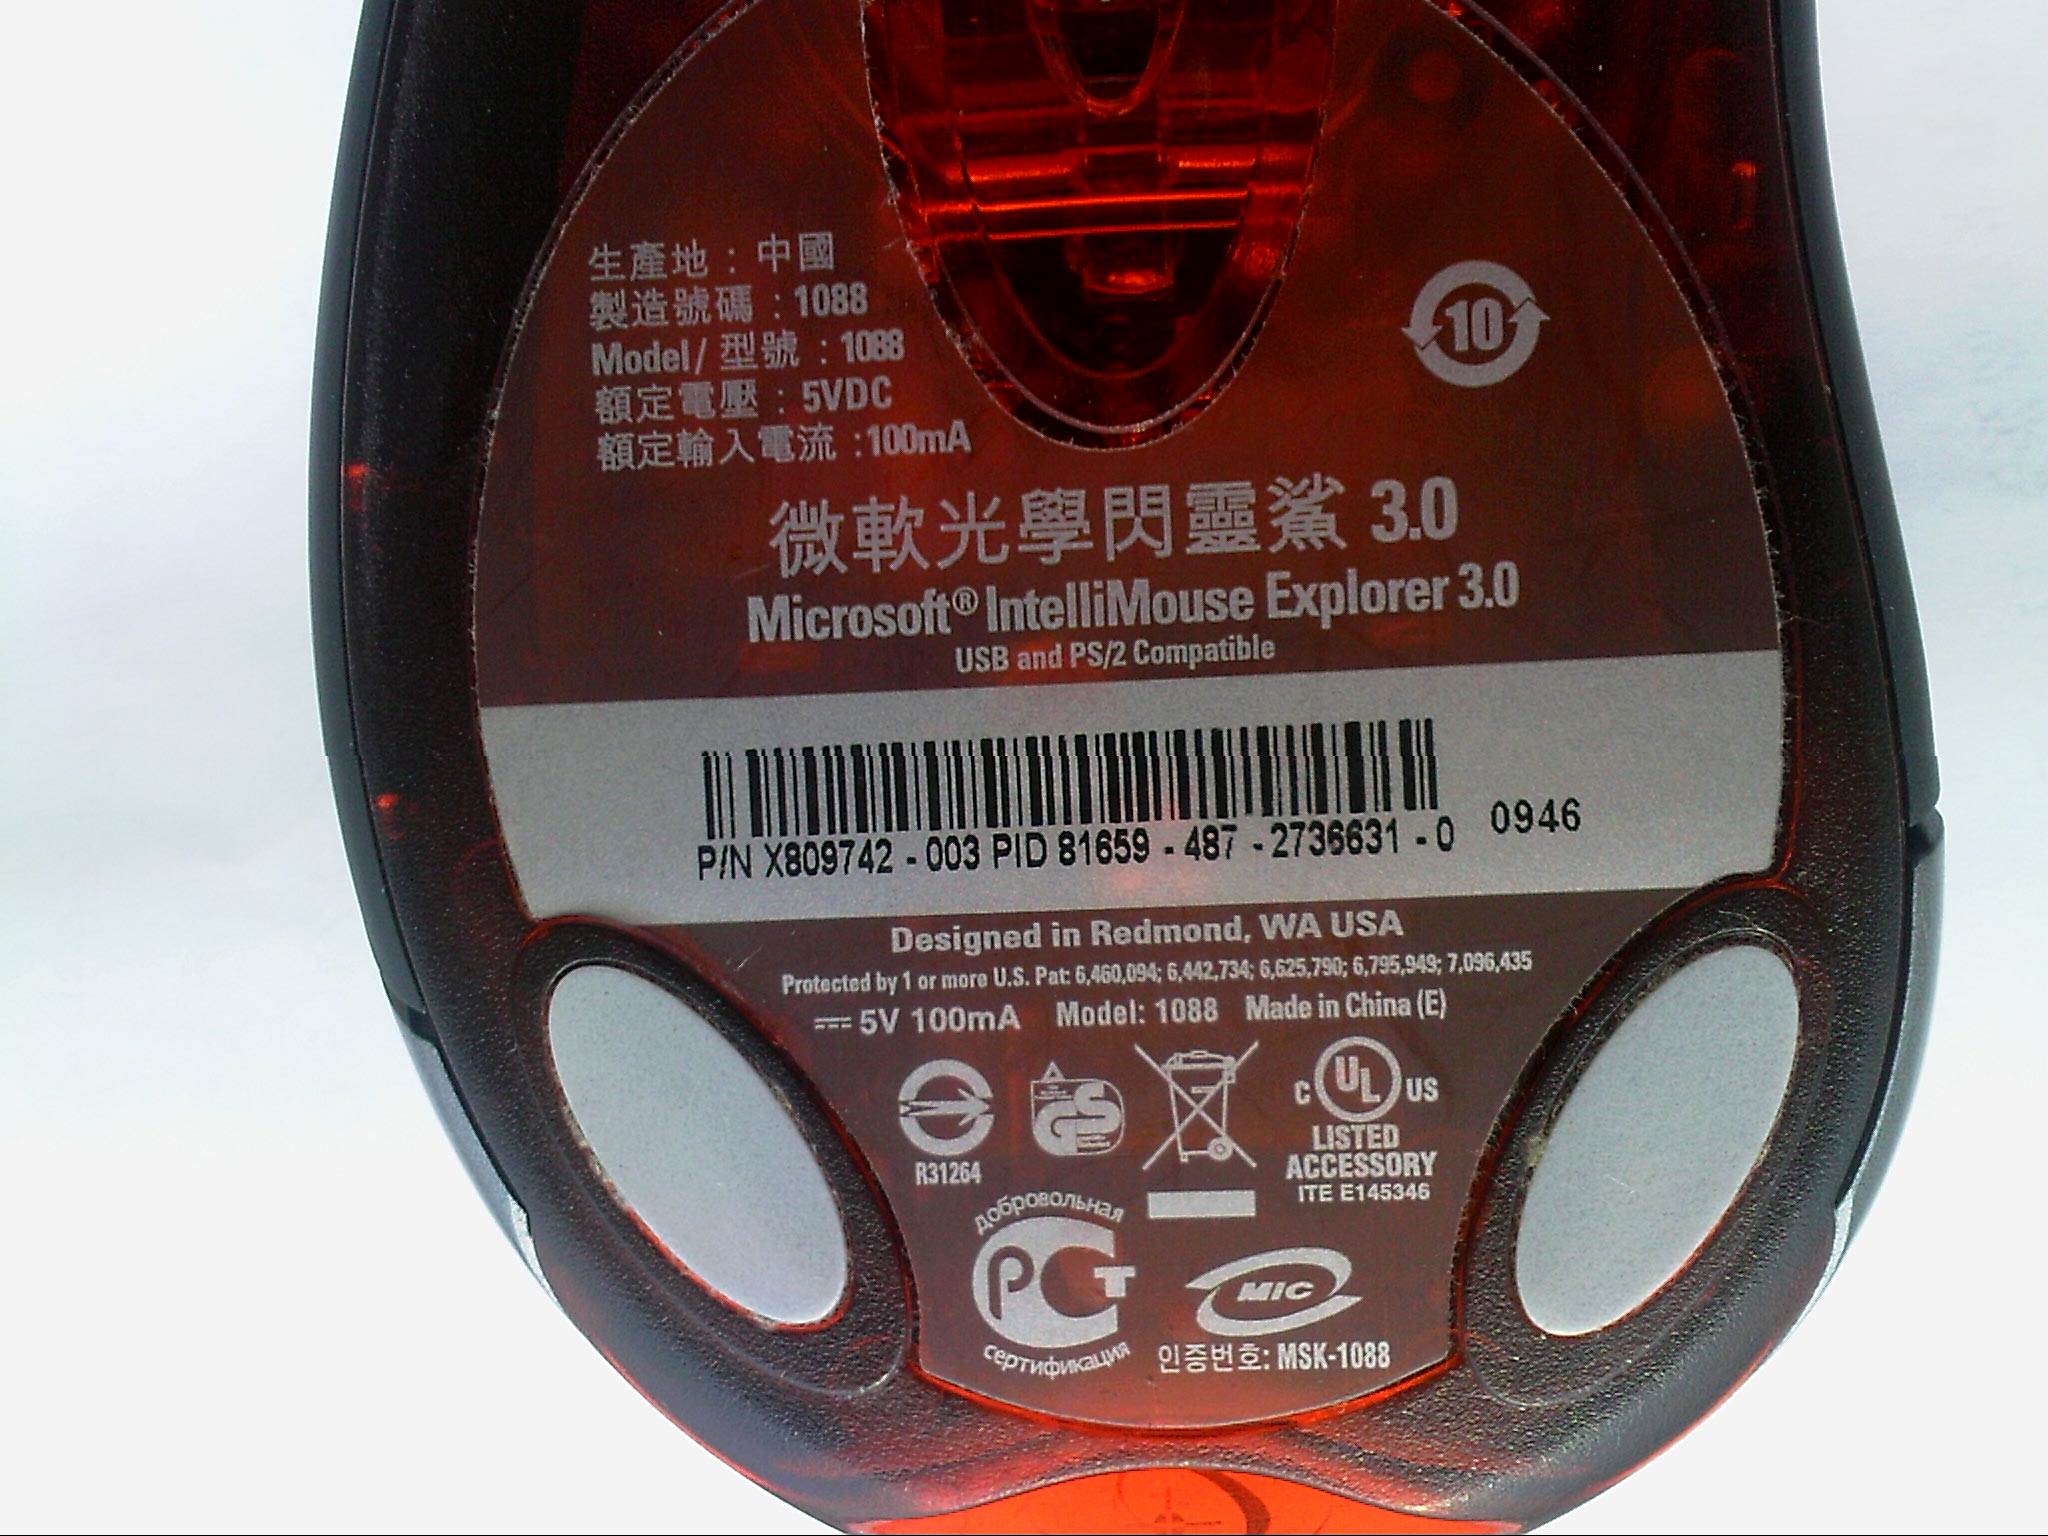 生產地：中國
製造號碼：1088
Model/ 型號：1088
額定電壓：5VDC
額定輸入電流：100mA
10
微軟光學閃靈鯊 3.0
Microsoft® IntelliMouse Explorer 3.0
USB and PS/2 Compatible
P/N X809742 - 003 PID 81659 - 487 - 2736631 - 0 0946
Designed in Redmond, WA USA
Protected by 1 or more U.S. Pat: 6,460,094; 6,442,734; 6,625,790; 6,795,949; 7,096,435
5V 100mA Model: 1088 Made in China (E)
R31264
GS
C UL US
LISTED
ACCESSORY
ITE E145346
добровольная
РСТ
сертификация
MIC
인증번호: MSK-1088